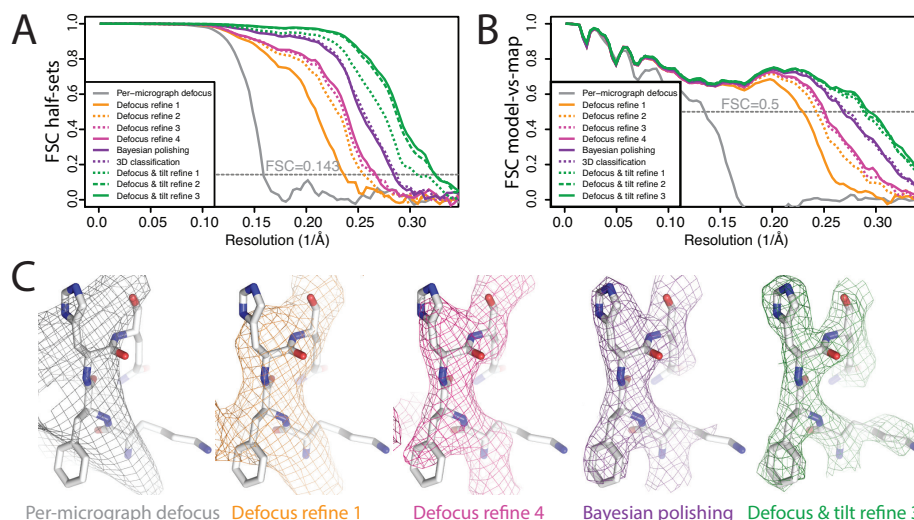 A
FSC half-sets
0.0 0.2 0.4 0.6 0.8 1.0
Per-micrograph defocus
Defocus refine 1
Defocus refine 2
Defocus refine 3
Defocus refine 4
Bayesian polishing
3D classification
Defocus & tilt refine 1
Defocus & tilt refine 2
Defocus & tilt refine 3
FSC=0.143
0.00 0.05 0.10 0.15 0.20 0.25 0.30
Resolution (1/Å)
B
FSC model-vs-map
0.0 0.2 0.4 0.6 0.8 1.0
Per-micrograph defocus
Defocus refine 1
Defocus refine 2
Defocus refine 3
Defocus refine 4
Bayesian polishing
3D classification
Defocus & tilt refine 1
Defocus & tilt refine 2
Defocus & tilt refine 3
FSC=0.5
0.00 0.05 0.10 0.15 0.20 0.25 0.30
Resolution (1/Å)
C
Per-micrograph defocus Defocus refine 1 Defocus refine 4 Bayesian polishing Defocus & tilt refine 3